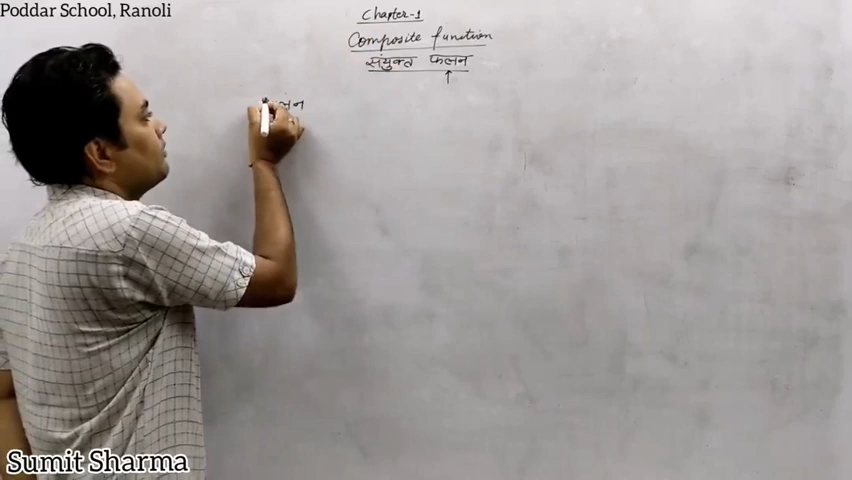 Poddar School, Ranoli
Chapter-1
Composite function
संयुक्त फलन
↑
Sumit Sharma